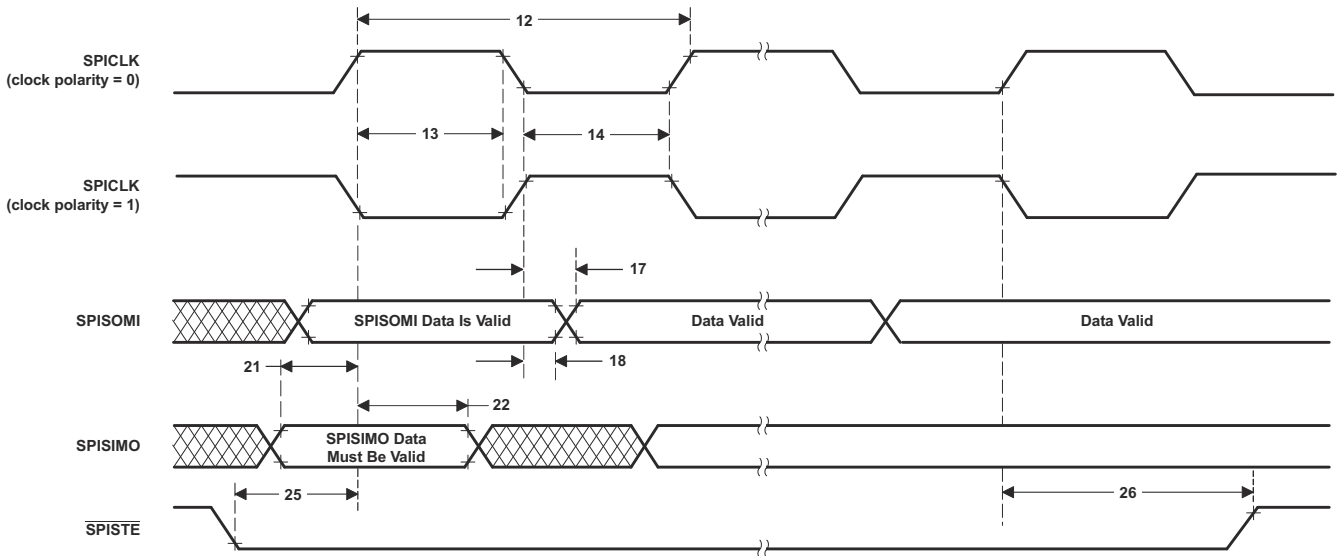 12
SPICLK
(clock polarity = 0)
13
14
SPICLK
(clock polarity = 1)
17
SPISOMI
SPISOMI Data Is Valid
Data Valid
Data Valid
21
18
22
SPISIMO
SPISIMO Data
Must Be Valid
25
26
SPISTE